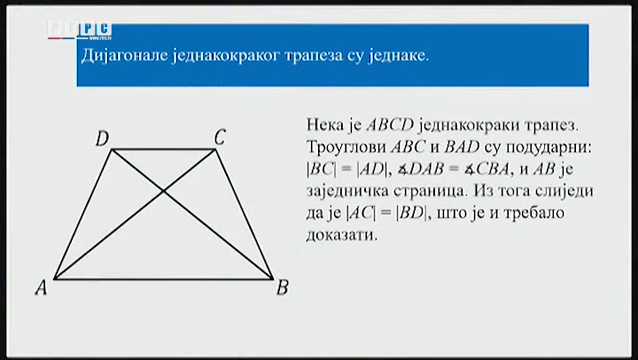 РТРС
Дијагонале једнакокраког трапеза су једнаке.
Нека је ABCD једнакокраки трапез.
Троуглови ABC и BAD су подударни:
|BC| = |AD|, ∡DAB = ∡CBA, и AB је
заједничка страница. Из тога слиједи
да је |AC| = |BD|, што је и требало
доказати.
D C
A B